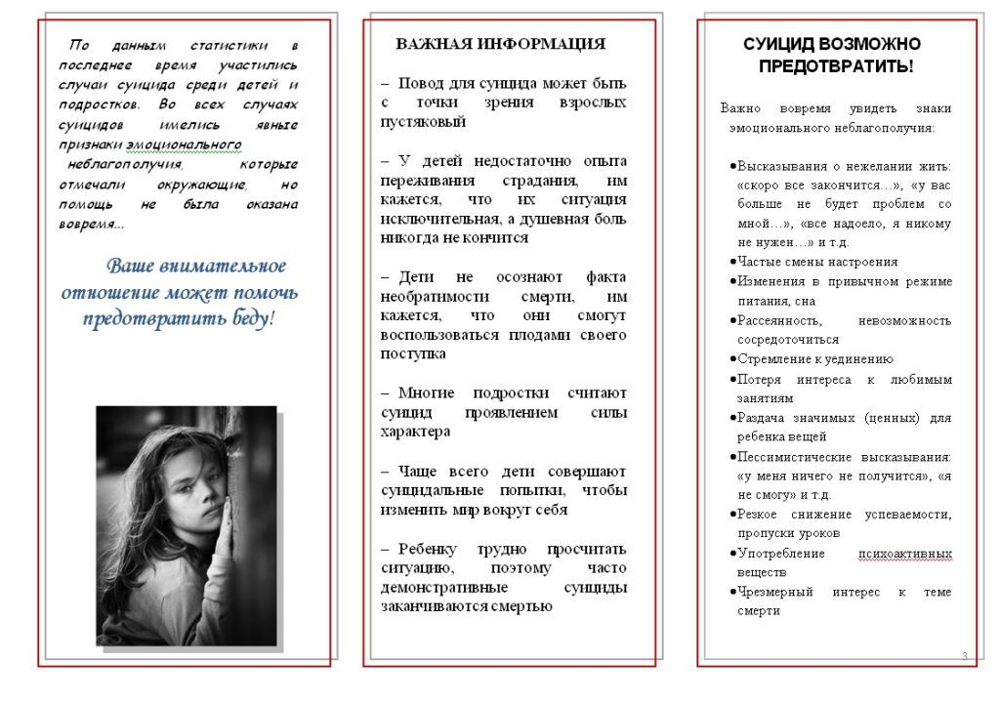 По данным статистики в
последнее время участились
случаи суицида среди детей и
подростков. Во всех случаях
суицидов имелись явные
признаки эмоционального
неблагополучия, которые
отмечали окружающие, но
помощь не была оказана
вовремя...
Ваше внимательное
отношение может помочь
предотвратить беду!
ВАЖНАЯ ИНФОРМАЦИЯ
– Повод для суицида может быть
с точки зрения взрослых
пустяковый
– У детей недостаточно опыта
переживания страдания, им
кажется, что их ситуация
исключительная, а душевная боль
никогда не кончится
– Дети не осознают факта
необратимости смерти, им
кажется, что они смогут
воспользоваться плодами своего
поступка
– Многие подростки считают
суицид проявлением силы
характера
– Чаще всего дети совершают
суицидальные попытки, чтобы
изменить мир вокруг себя
– Ребенку трудно просчитать
ситуацию, поэтому часто
демонстративные суициды
заканчиваются смертью
СУИЦИД ВОЗМОЖНО
ПРЕДОТВРАТИТЬ!
Важно вовремя увидеть знаки
эмоционального неблагополучия:
●Высказывания о нежелании жить:
«скоро все закончится...», «у вас
больше не будет проблем со
мной...», «все надоело, я никому
не нужен...» и т.д.
●Частые смены настроения
●Изменения в привычном режиме
питания, сна
●Рассеянность, невозможность
сосредоточиться
●Стремление к уединению
●Потеря интереса к любимым
занятиям
●Раздача значимых (ценных) для
ребенка вещей
●Пессимистические высказывания:
«у меня ничего не получится», «я
не смогу» и т.д.
●Резкое снижение успеваемости,
пропуски уроков
●Употребление психоактивных
веществ
●Чрезмерный интерес к теме
смерти
3